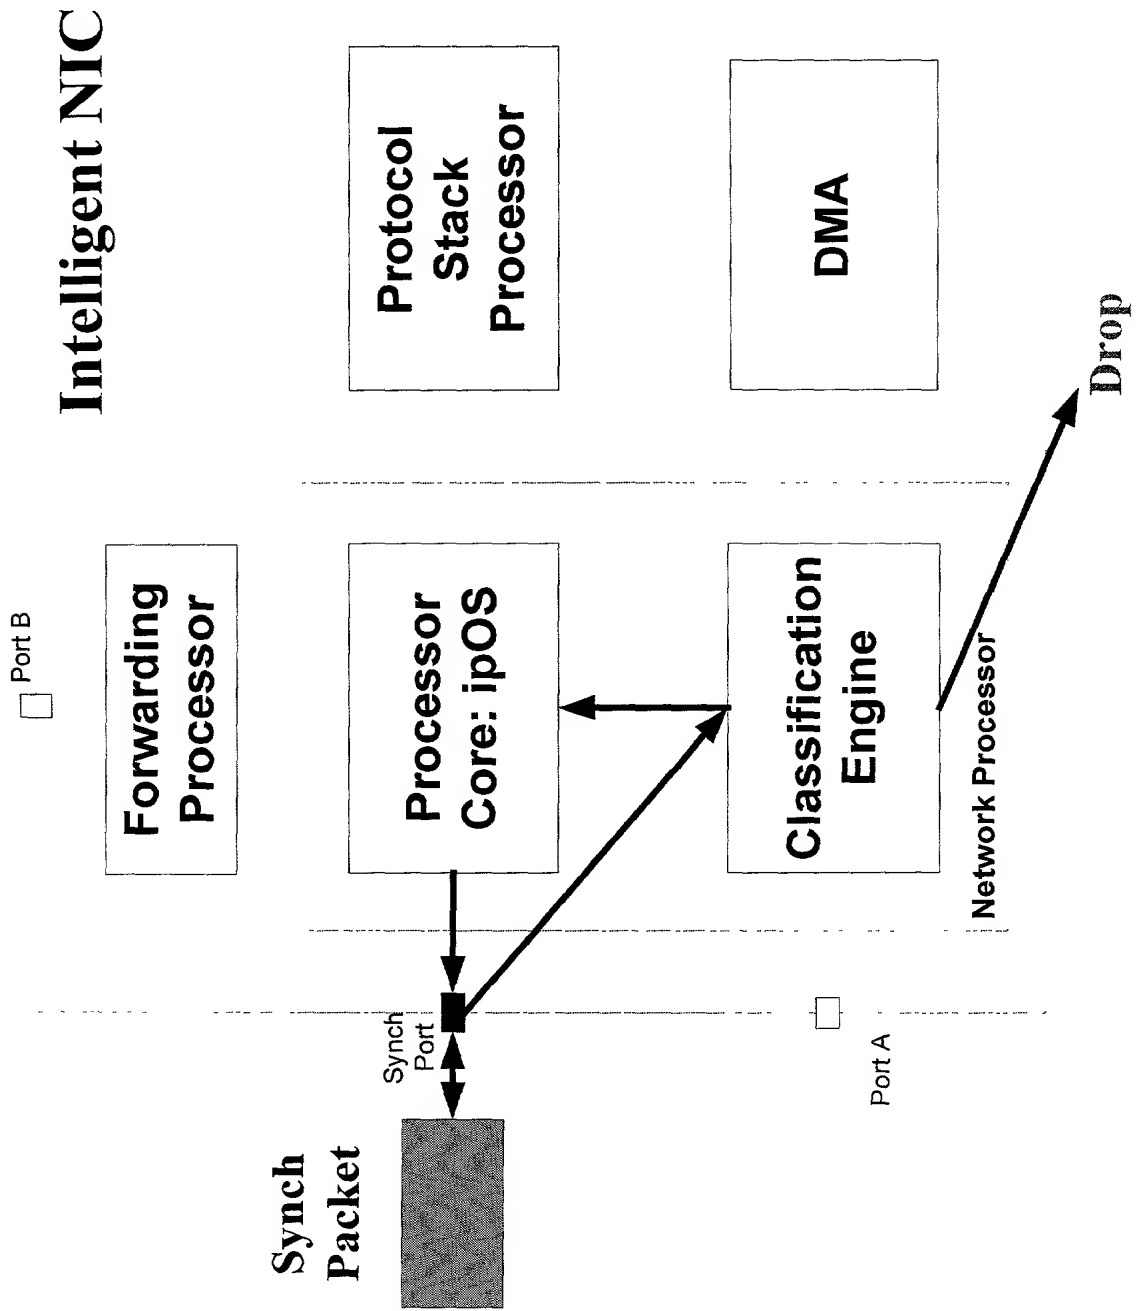 Intelligent NIC
Port B
Forwarding
Processor
Synch
Packet
Synch
Port
Processor
Core: ipOS
Protocol
Stack
Processor
Port A
Classification
Engine
DMA
Network Processor
Drop